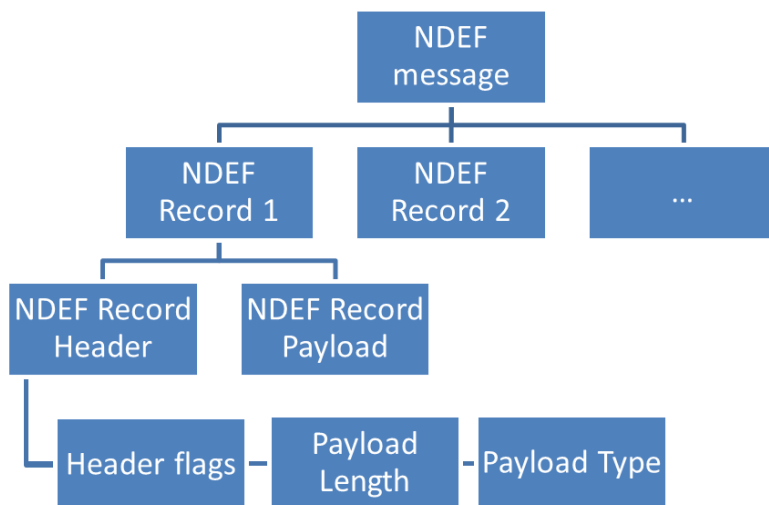 NDEF
message
NDEF
Record 1
NDEF
Record 2
...
NDEF Record
Header
NDEF Record
Payload
Header flags
Payload
Length
Payload Type